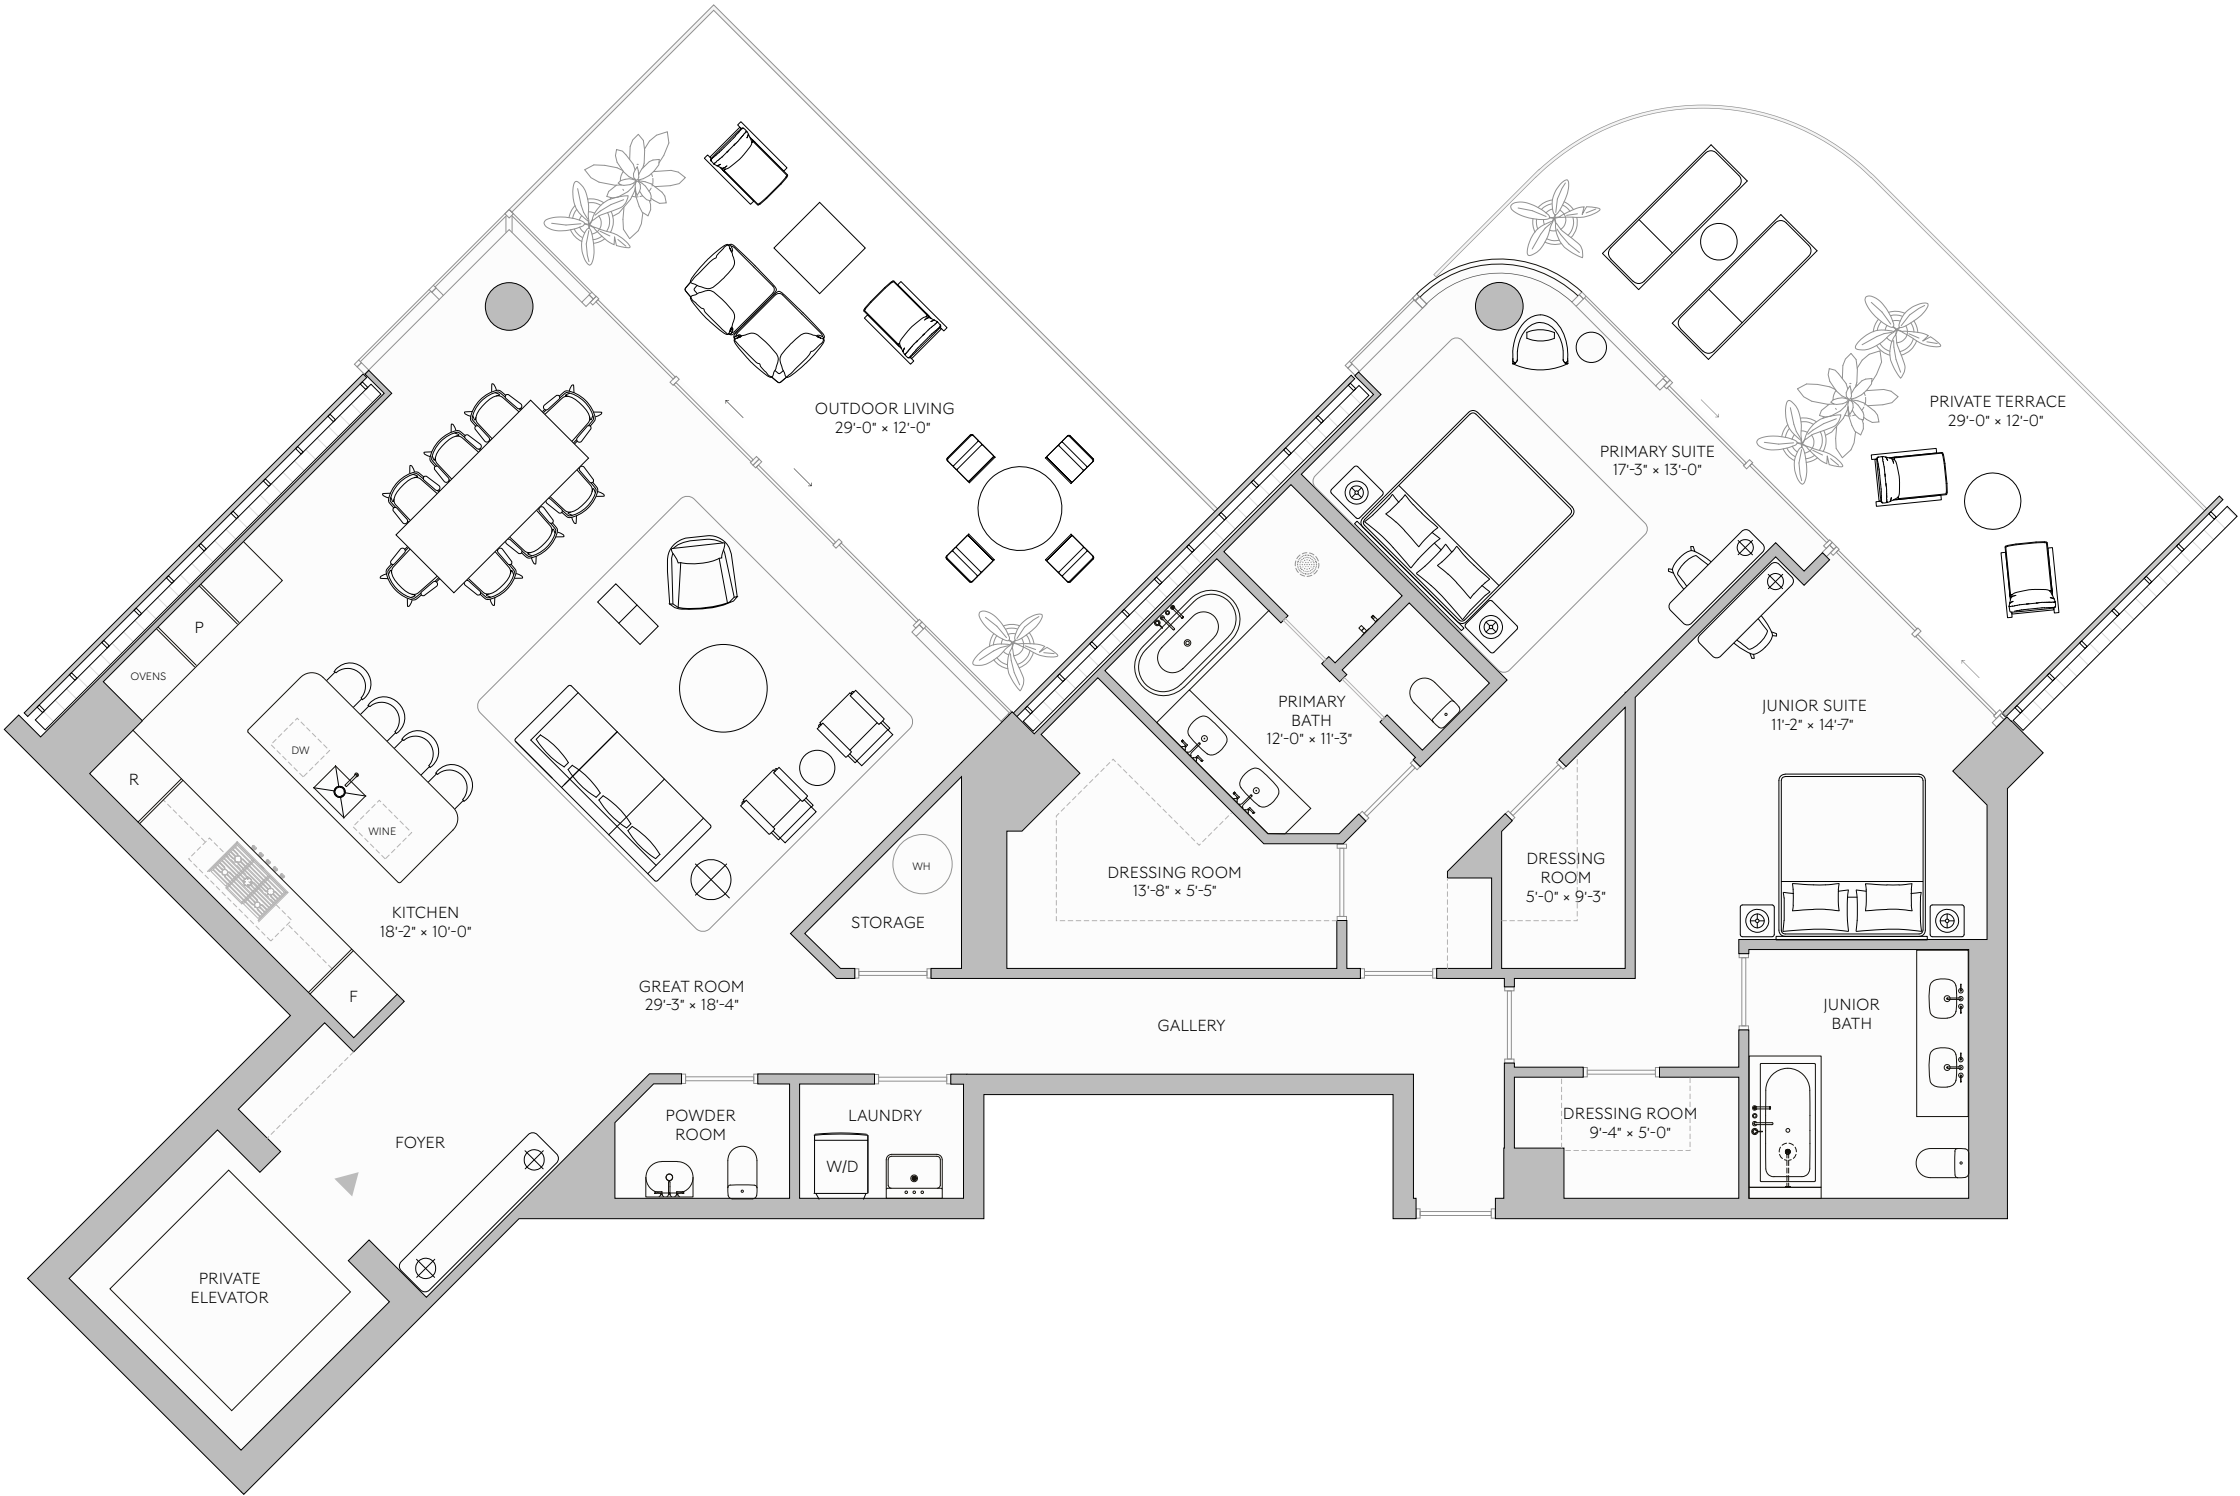 OUTDOOR LIVING
29'-0" × 12'-0"
PRIVATE TERRACE
29'-0" × 12'-0"
PRIMARY SUITE
17'-3" × 13'-0"
P
OVENS
DW
R
WINE
PRIMARY
BATH
12'-0" × 11'-3"
JUNIOR SUITE
11'-2" × 14'-7"
WH
STORAGE
DRESSING ROOM
13'-8" × 5'-5"
DRESSING
ROOM
5'-0" × 9'-3"
KITCHEN
18'-2" × 10'-0"
F
GREAT ROOM
29'-3" × 18'-4"
GALLERY
JUNIOR
BATH
POWDER
ROOM
LAUNDRY
W/D
DRESSING ROOM
9'-4" × 5'-0"
FOYER
PRIVATE
ELEVATOR